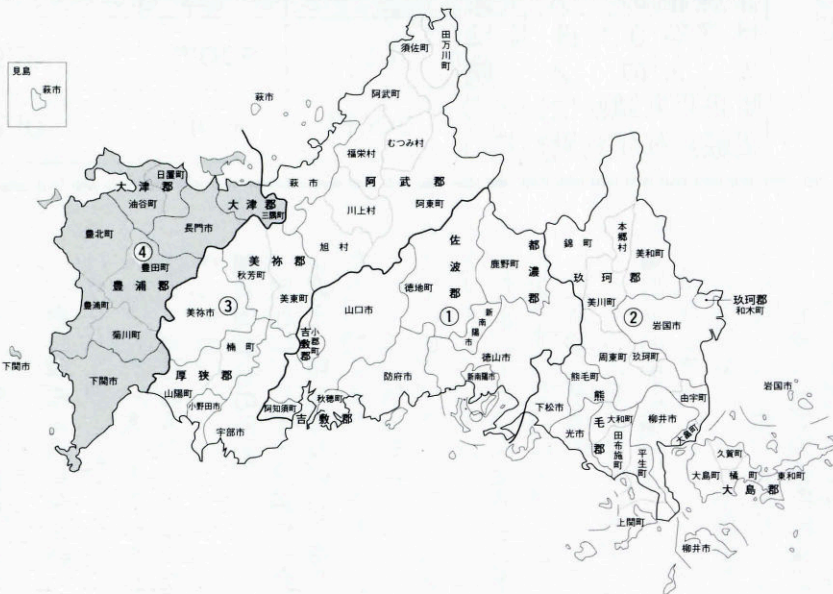 見島
萩市
萩市
須佐町
田万川町
阿武町
むつみ村
福栄村
萩市
阿武郡
川上村
阿東町
旭村
日置町
大津郡
油谷町
大津郡
三隅町
長門市
豊北町
④
豊田町
豊浦郡
豊浦町
菊川町
下関市
下関市
美祢郡
秋芳町
美東町
③
美祢市
楠町
厚狭郡
山陽町
小野田市
宇部市
阿知須町
吉敷郡
小郡町
吉敷郡
秋穂町
山口市
佐波郡
徳地町
①
新南陽市
防府市
徳山市
新南陽市
都濃郡
鹿野町
錦町
本郷村
美和町
玖珂郡
美川町
②
岩国市
玖珂郡
和木町
周東町
玖珂町
熊毛町
由宇町
岩国市
下松市
光市
熊毛郡
大和町
田布施町
平生町
柳井市
大畠町
久賀町
大島町
橘町
東和町
大島郡
上関町
柳井市